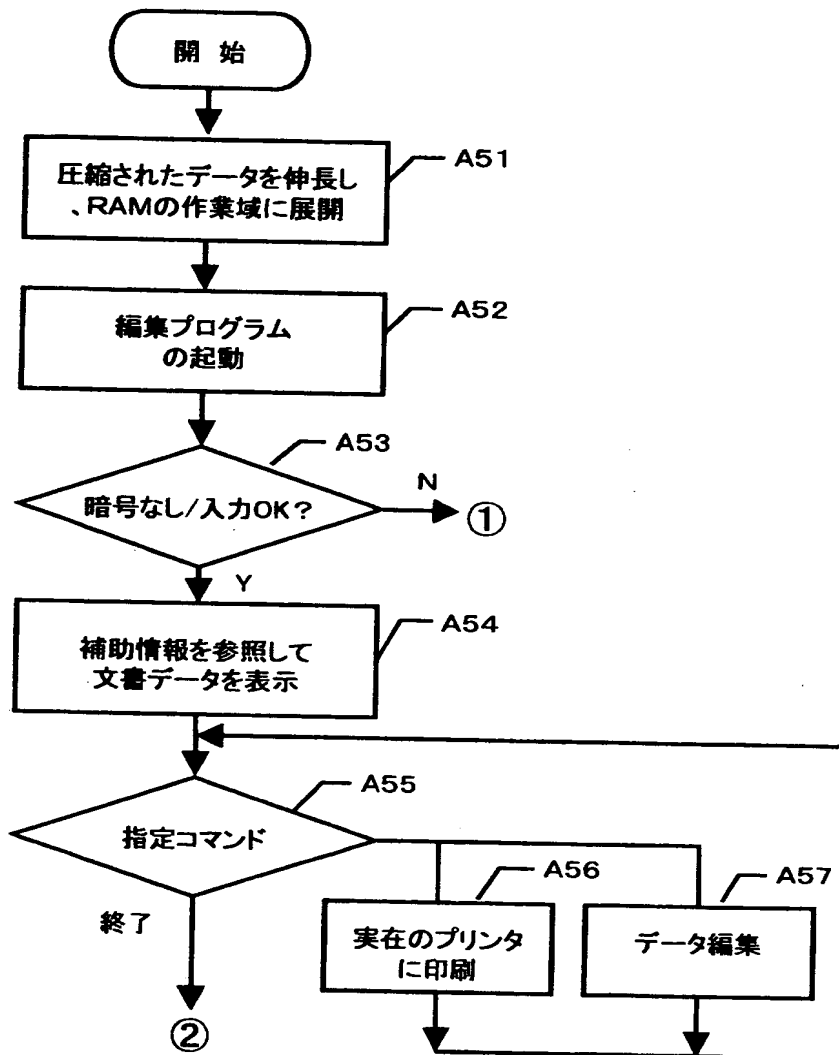 開 始
圧縮されたデータを伸長し
、RAMの作業域に展開
A51
編集プログラム
の起動
A52
A53
暗号なし/入力OK?
N
①
Y
補助情報を参照して
文書データを表示
A54
A55
指定コマンド
A56
A57
終了
実在のプリンタ
に印刷
データ編集
②